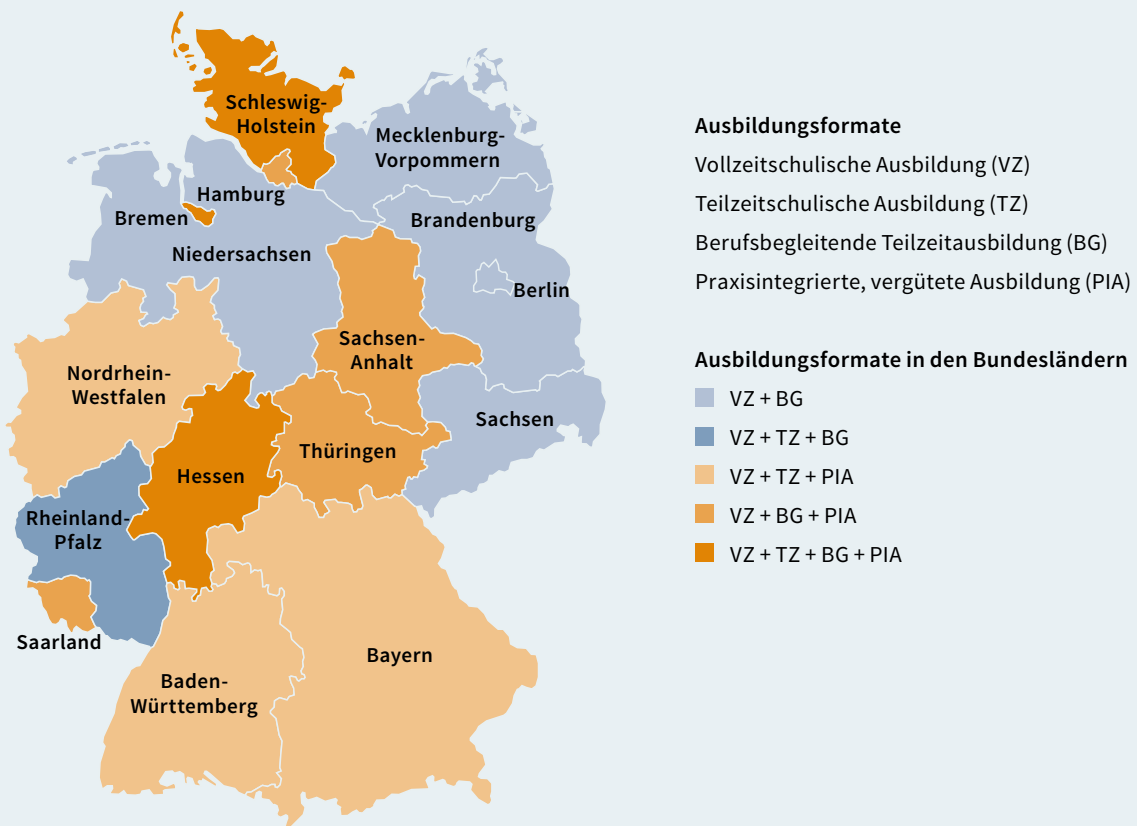 Schleswig-
Holstein
Mecklenburg-
Vorpommern
Hamburg
Bremen
Brandenburg
Niedersachsen
Berlin
Sachsen-
Anhalt
Nordrhein-
Westfalen
Sachsen
Thüringen
Hessen
Rheinland-
Pfalz
Saarland
Bayern
Baden-
Württemberg
Ausbildungsformate
Vollzeitschulische Ausbildung (VZ)
Teilzeitschulische Ausbildung (TZ)
Berufsbegleitende Teilzeitausbildung (BG)
Praxisintegrierte, vergütete Ausbildung (PIA)
Ausbildungsformate in den Bundesländern
VZ + BG
VZ + TZ + BG
VZ + TZ + PIA
VZ + BG + PIA
VZ + TZ + BG + PIA